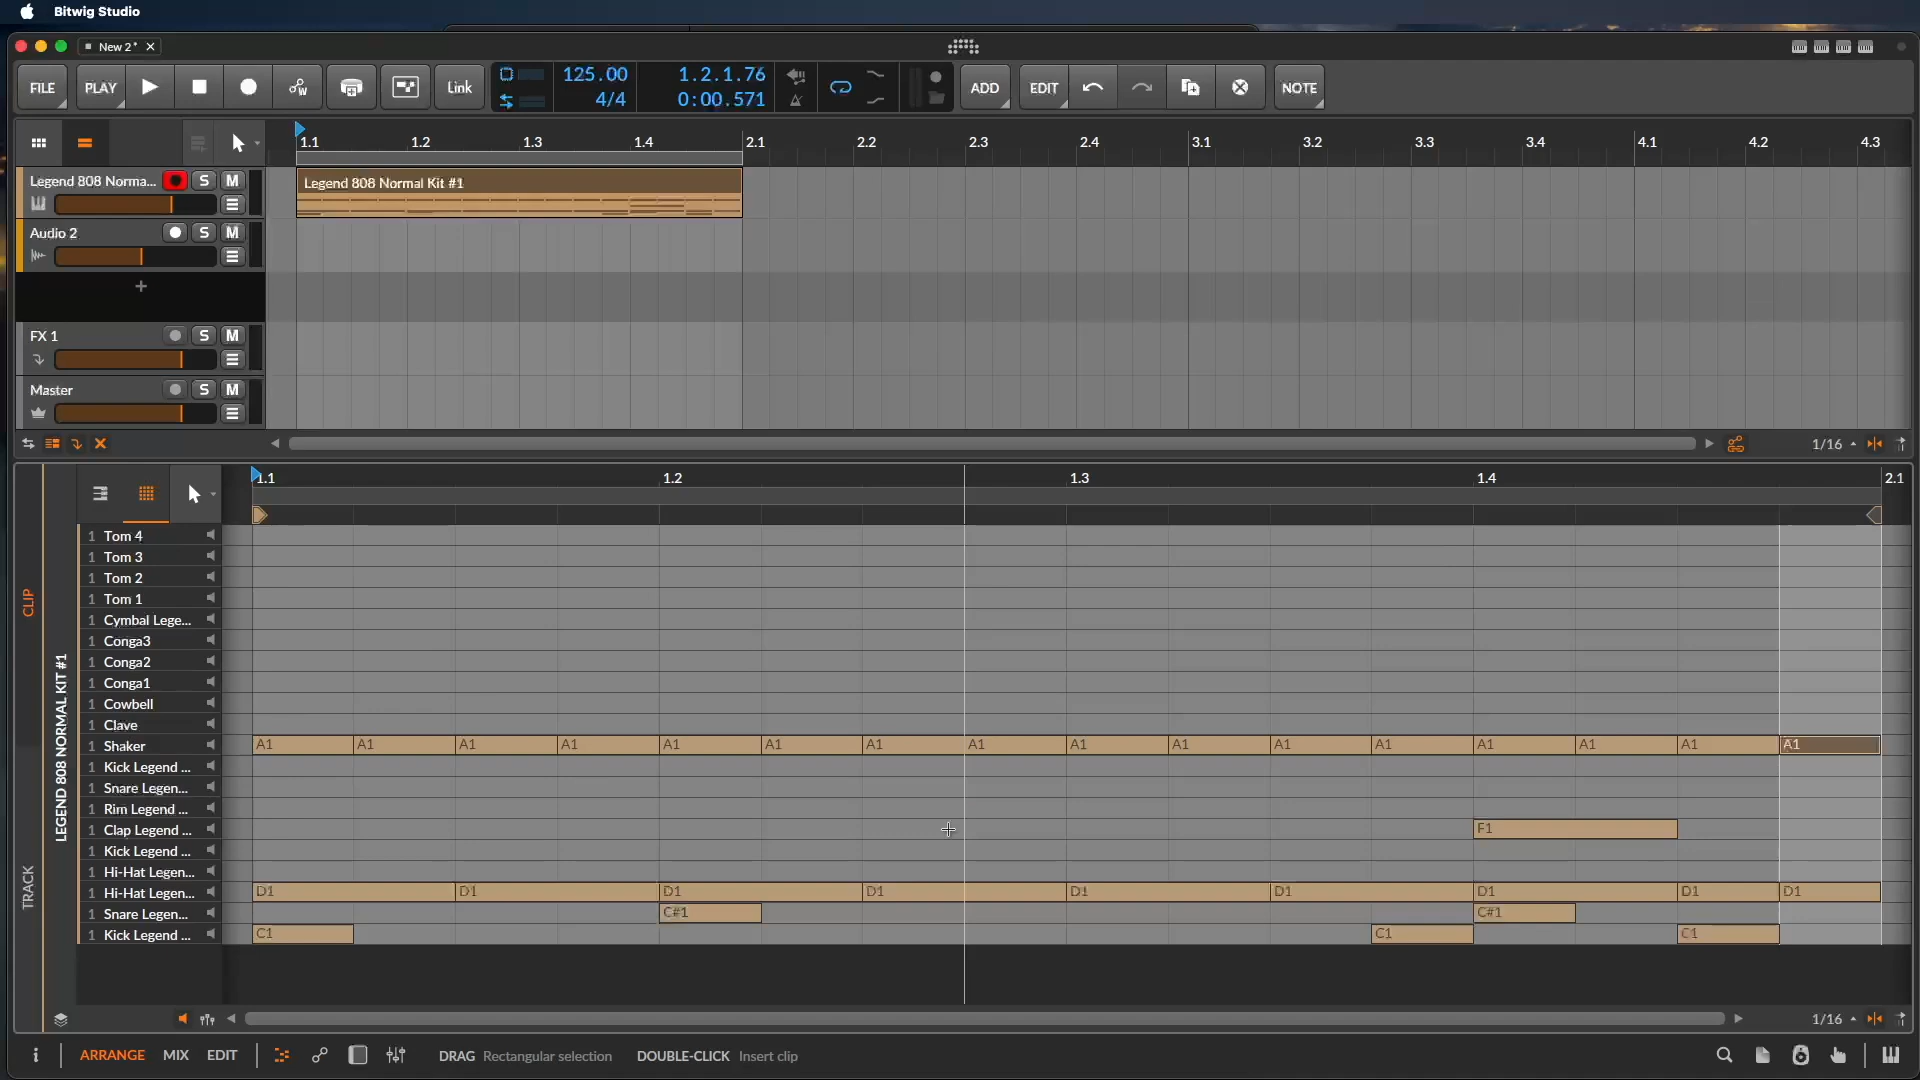 Bitwig Studio
New 2*
FILE PLAY Link 125.00 1.2.1.76 ADD EDIT NOTE
4/4 0:00.571
1.1 1.2 1.3 1.4 2.1 2.2 2.3 2.4 3.1 3.2 3.3 3.4 4.1 4.2 4.3
Legend 808 Norma... S M
Legend 808 Normal Kit #1
Audio 2 S M
FX 1 S M
Master S M
1/16
1.1 1.2 1.3 1.4 2.1
CLIP
TRACK
LEGEND 808 NORMAL KIT #1
1 Tom 4
1 Tom 3
1 Tom 2
1 Tom 1
1 Cymbal Lege...
1 Conga3
1 Conga2
1 Conga1
1 Cowbell
1 Clave
1 Shaker A1 A1 A1 A1 A1 A1 A1 A1 A1 A1 A1 A1 A1 A1 A1 A1
1 Kick Legend ...
1 Snare Legen...
1 Rim Legend ...
1 Clap Legend ... F1
1 Kick Legend ...
1 Hi-Hat Legen...
1 Hi-Hat Legen... D1 D1 D1 D1 D1 D1 D1 D1 D1
1 Snare Legen... C#1 C#1
1 Kick Legend ... C1 C1 C1
1/16
i ARRANGE MIX EDIT DRAG Rectangular selection DOUBLE-CLICK Insert clip